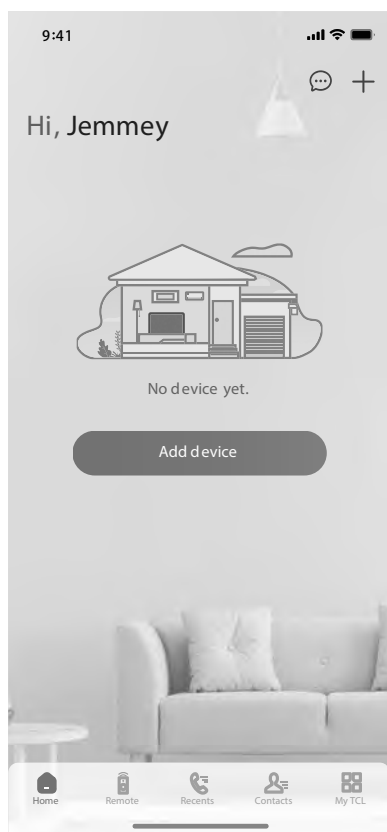 9:41
Hi, Jemmey
No device yet.
Add device
Home Remote Recents Contacts My TCL